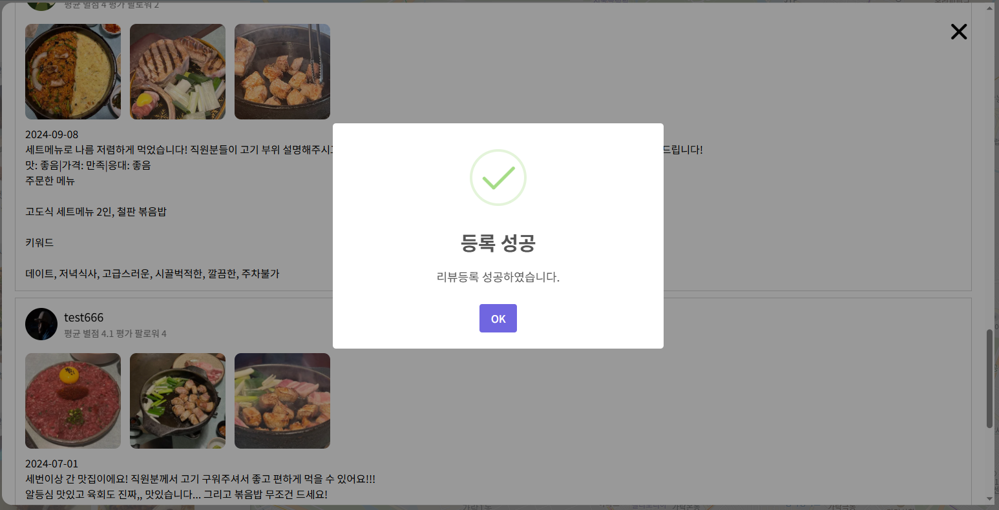 평균 별점 4 평가 팔로워 2
2024-09-08
세트메뉴로 나름 저렴하게 먹었습니다! 직원분들이 고기 부위 설명해주시고 드립니다!
맛: 좋음|가격: 만족|응대: 좋음
주문한 메뉴
고도식 세트메뉴 2인, 철판 볶음밥
키워드
데이트, 저녁식사, 고급스러운, 시끌벅적한, 깔끔한, 주차불가
등록 성공
리뷰등록 성공하였습니다.
OK
test666
평균 별점 4.1 평가 팔로워 4
2024-07-01
세번이상 간 맛집이에요! 직원분께서 고기 구워주셔서 좋고 편하게 먹을 수 있어요!!!
알등심 맛있고 육회도 진짜,, 맛있습니다... 그리고 볶음밥 무조건 드세요!